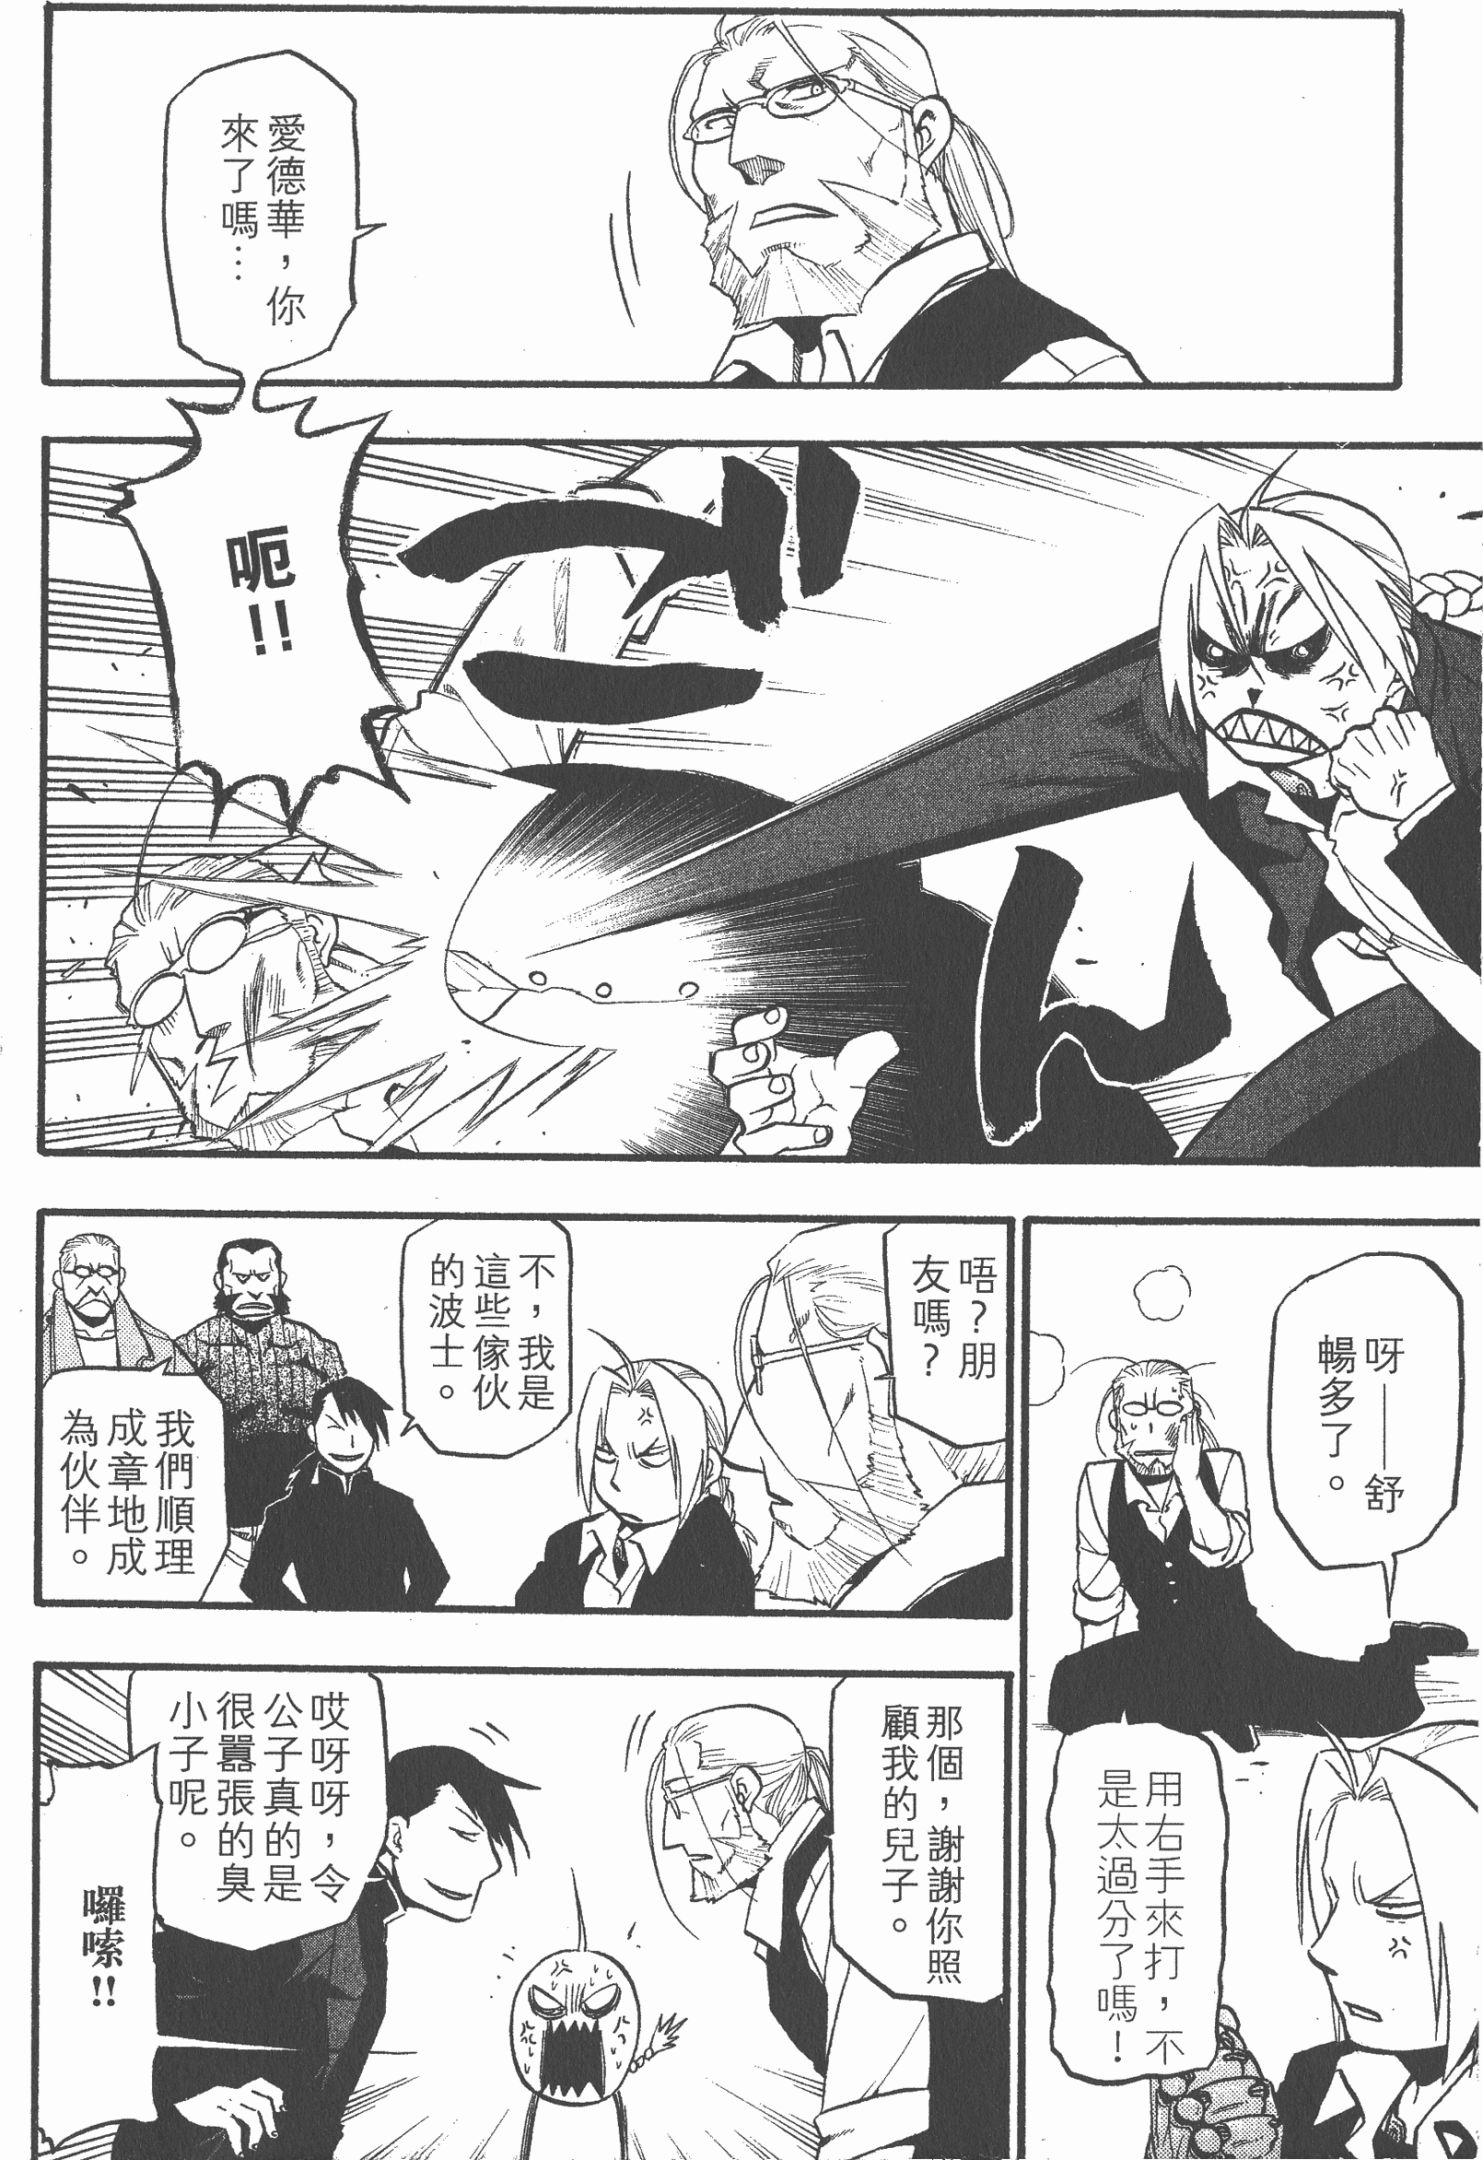 愛德華，你
來了嗎…
呃!!
呀——舒
暢多了。
用右手來打，不
是太過分了嗎！
唔？朋
友嗎？
不，我是
這些傢伙
的波士。
我們順理
成章地成
為伙伴。
那個，謝謝你照
顧我的兒子。
哎呀呀，令
公子真的是
很囂張的臭
小子呢。
囉嗦!!